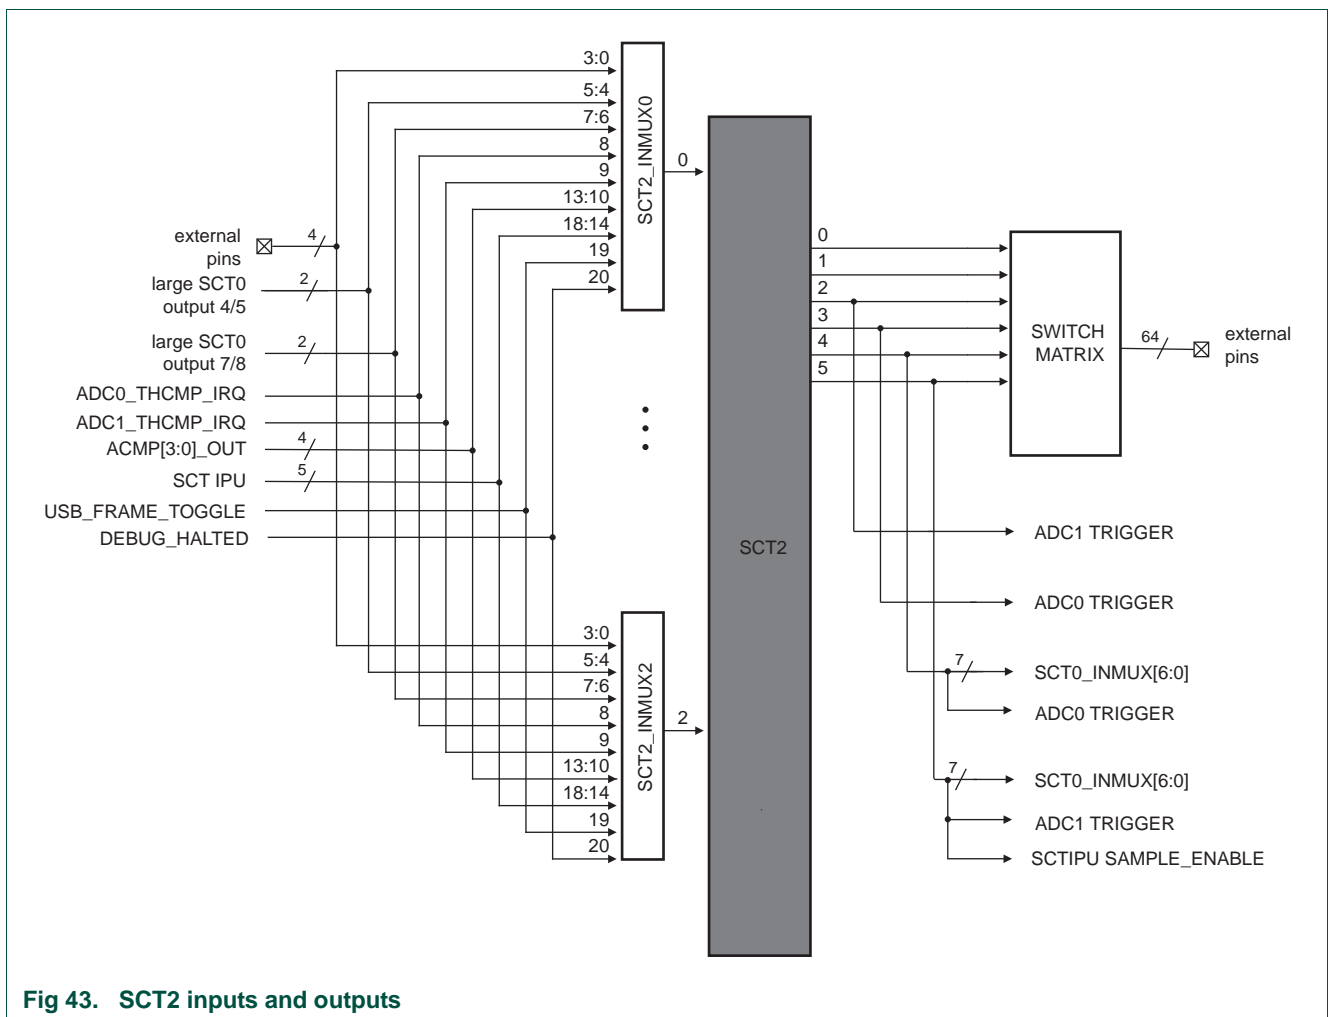 3:0
5:4
7:6
8
9
13:10
18:14
19
20
SCT2_INMUX0
0
external
pins
4
large SCT0
output 4/5
2
large SCT0
output 7/8
2
ADC0_THCMP_IRQ
ADC1_THCMP_IRQ
ACMP[3:0]_OUT
4
SCT IPU
5
USB_FRAME_TOGGLE
DEBUG_HALTED
3:0
5:4
7:6
8
9
13:10
18:14
19
20
SCT2_INMUX2
2
SCT2
0
1
2
3
4
5
SWITCH
MATRIX
64
external
pins
ADC1 TRIGGER
ADC0 TRIGGER
7
SCT0_INMUX[6:0]
ADC0 TRIGGER
7
SCT0_INMUX[6:0]
ADC1 TRIGGER
SCTIPU SAMPLE_ENABLE
Fig 43. SCT2 inputs and outputs